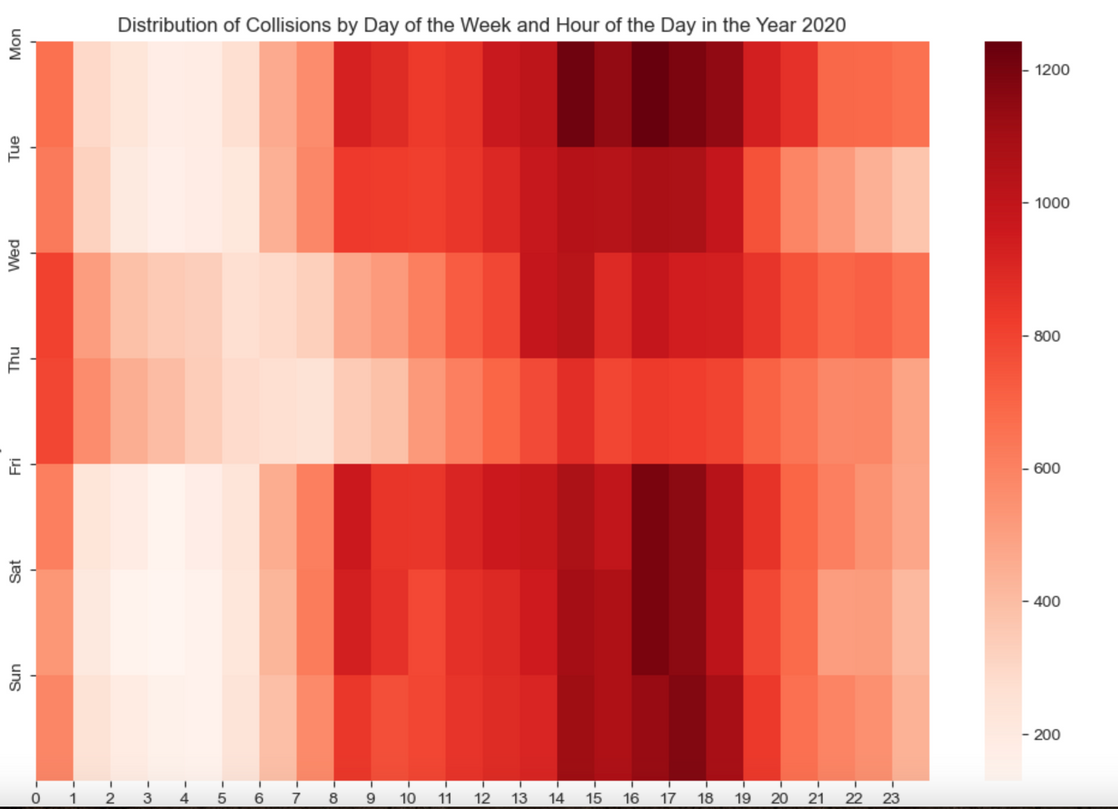 Distribution of Collisions by Day of the Week and Hour of the Day in the Year 2020
Mon
Tue
Wed
Thu
Fri
Sat
Sun
0 1 2 3 4 5 6 7 8 9 10 11 12 13 14 15 16 17 18 19 20 21 22 23
1200
1000
800
600
400
200